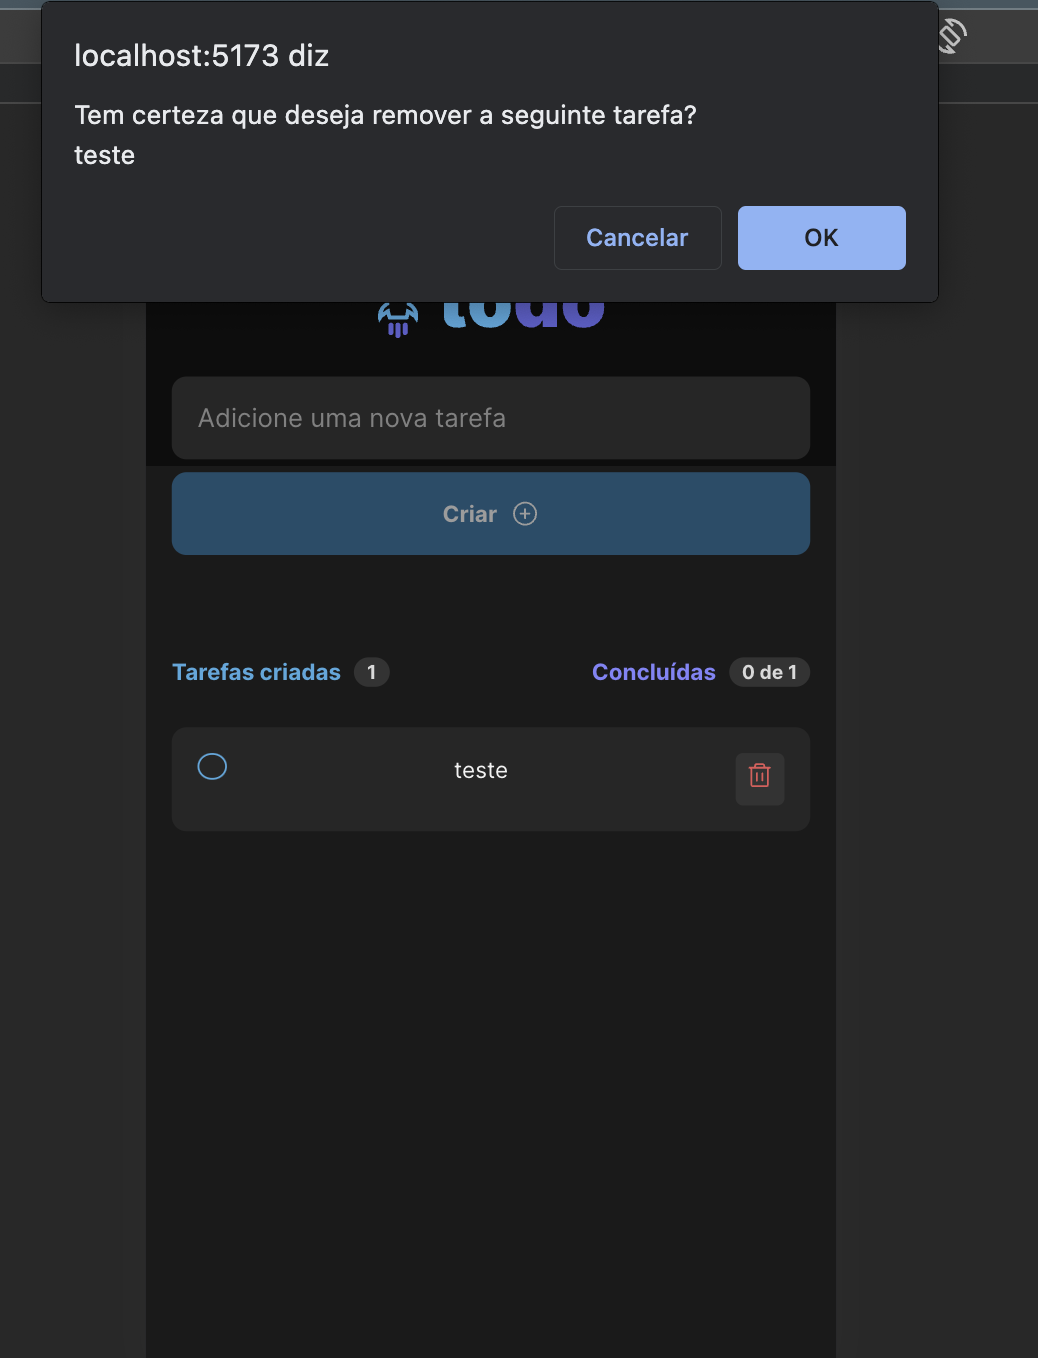 localhost:5173 diz
Tem certeza que deseja remover a seguinte tarefa?
teste
Cancelar
OK
todo
Adicione uma nova tarefa
Criar
Tarefas criadas 1
Concluídas 0 de 1
teste